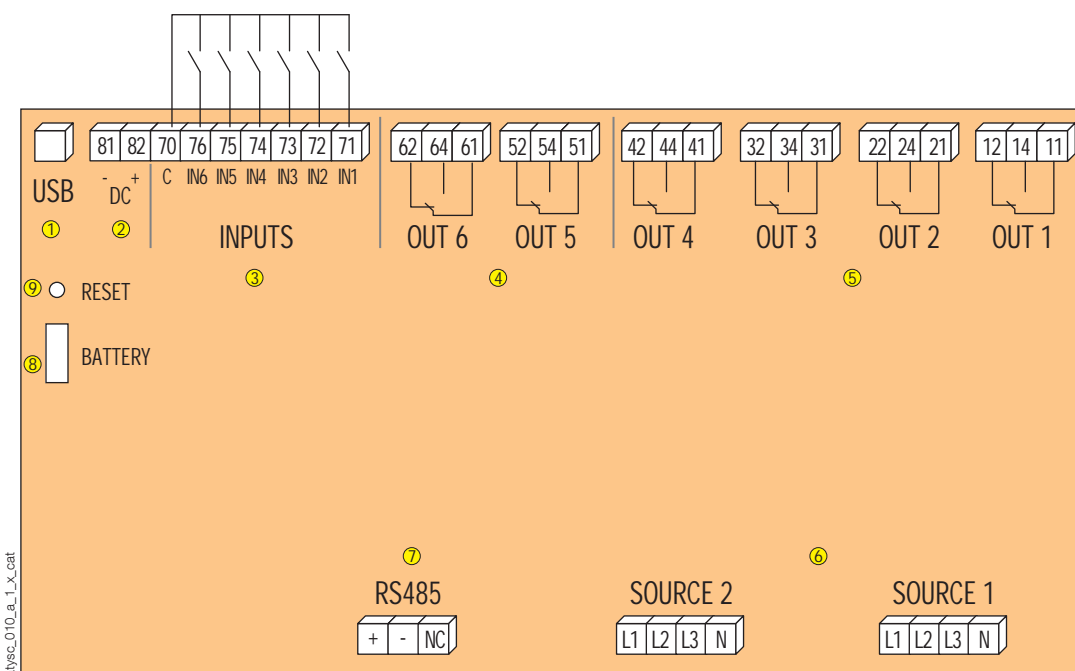 81 82 70 76 75 74 73 72 71 62 64 61 52 54 51 42 44 41 32 34 31 22 24 21 12 14 11
- + C IN6 IN5 IN4 IN3 IN2 IN1
USB DC
1 2 INPUTS OUT 6 OUT 5 OUT 4 OUT 3 OUT 2 OUT 1
3 4 5
9 RESET
8 BATTERY
7 6
RS485 SOURCE 2 SOURCE 1
+ - NC L1 L2 L3 N L1 L2 L3 N